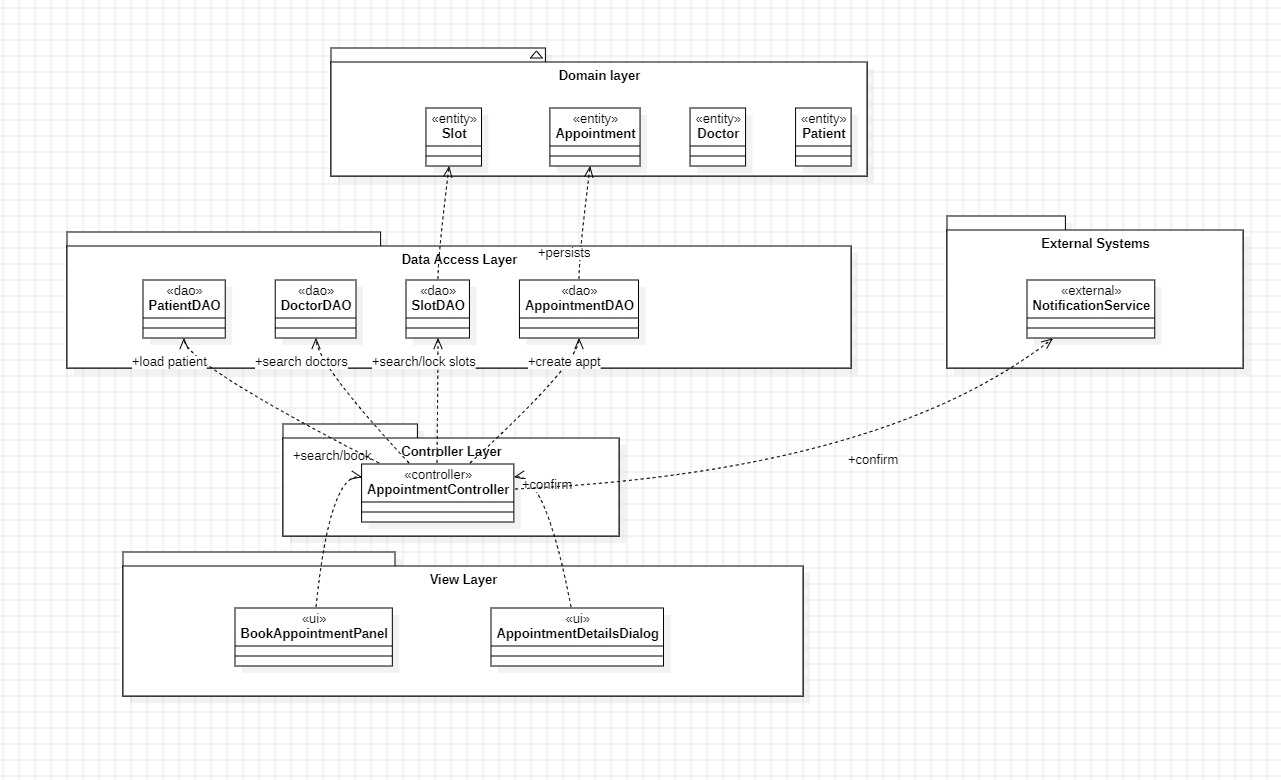 Domain layer
«entity»
Slot
«entity»
Appointment
«entity»
Doctor
«entity»
Patient
Data Access Layer
+persists
«dao»
PatientDAO
«dao»
DoctorDAO
«dao»
SlotDAO
«dao»
AppointmentDAO
External Systems
«external»
NotificationService
+load patient
+search doctors
+search/lock slots
+create appt
Controller Layer
+search/book
«controller»
AppointmentController
+confirm
+confirm
View Layer
«ui»
BookAppointmentPanel
«ui»
AppointmentDetailsDialog